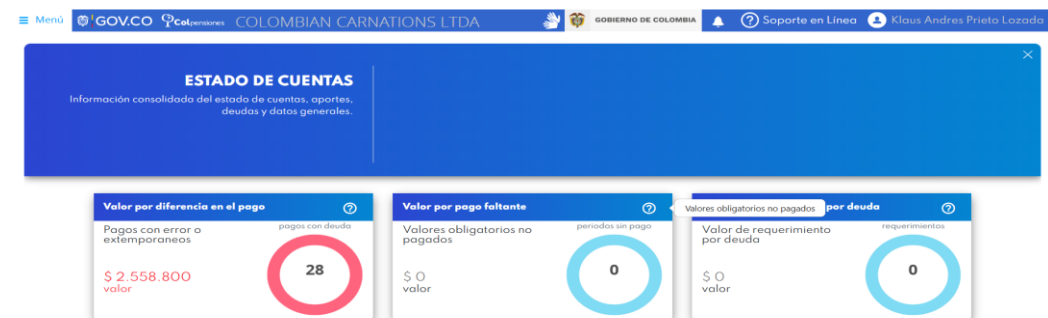 Menú GOV.CO Colpensiones COLOMBIAN CARNATIONS LTDA GOBIERNO DE COLOMBIA Soporte en Línea Klaus Andres Prieto Lozada
ESTADO DE CUENTAS
Información consolidada del estado de cuentas, aportes,
deudas y datos generales.
Valor por diferencia en el pago
pagos con deuda
Pagos con error o
extemporaneos
28
$ 2.558.800
valor
Valor por pago faltante
periodos sin pago
Valores obligatorios no
pagados
0
$ 0
valor
Valores obligatorios no pagados
por deuda
requerimientos
Valor de requerimiento
por deuda
0
$ 0
valor